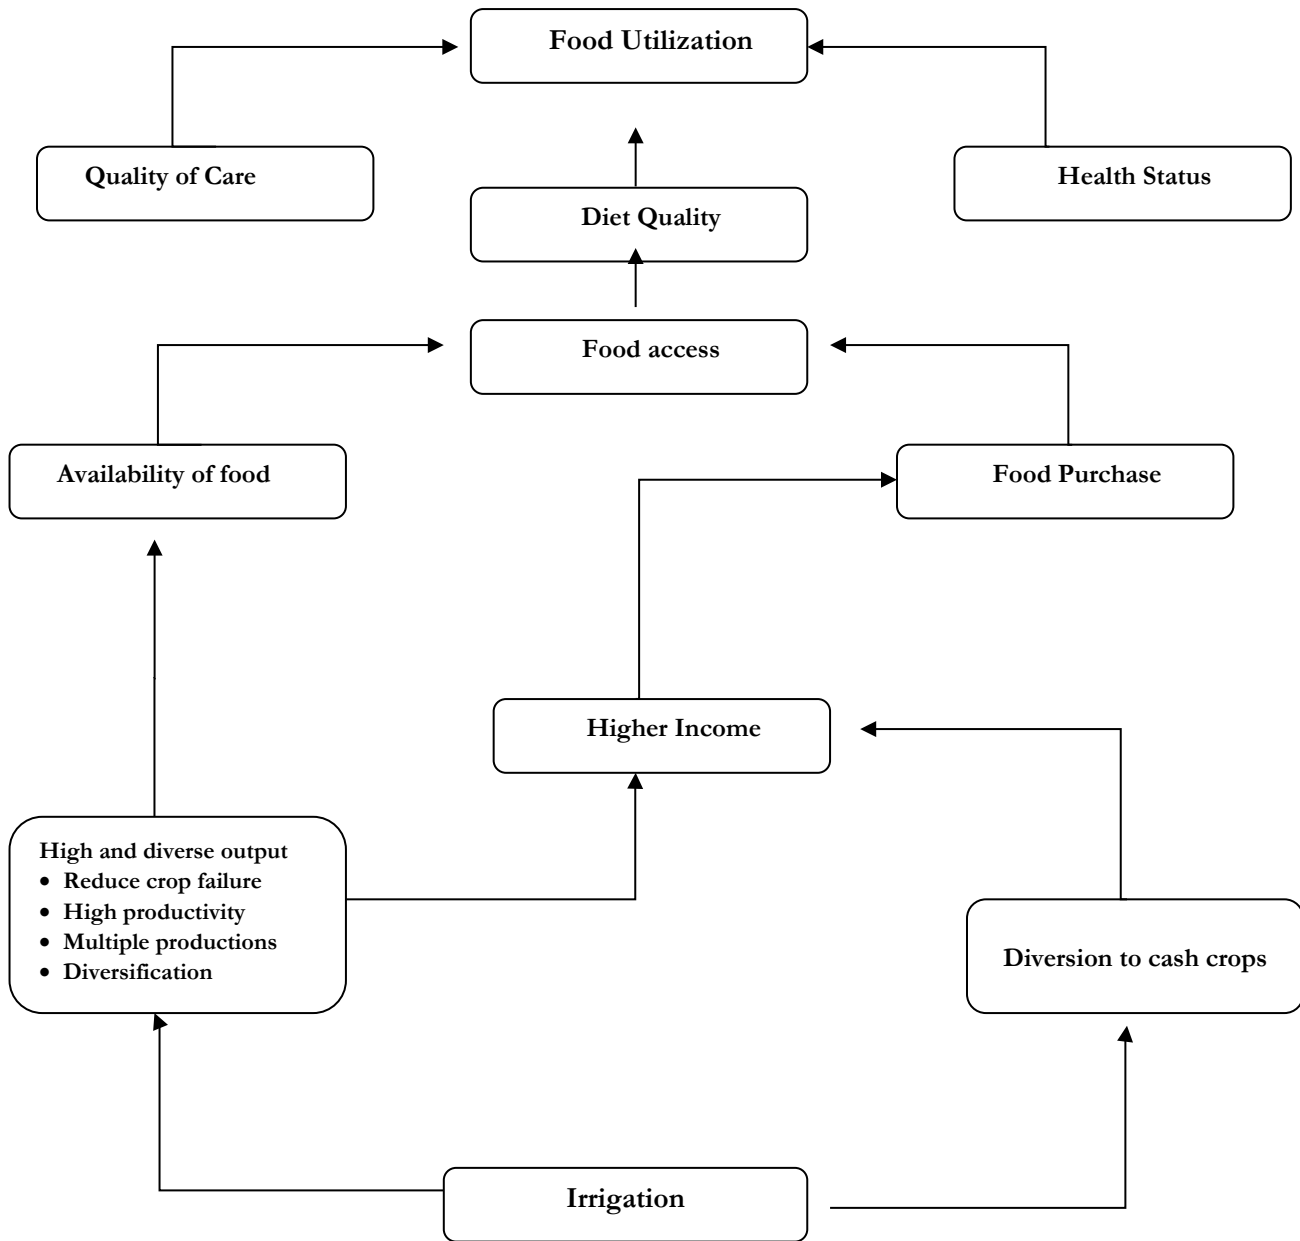 Food Utilization
Quality of Care
Health Status
Diet Quality
Food access
Availability of food
Food Purchase
Higher Income
High and diverse output
• Reduce crop failure
• High productivity
• Multiple productions
• Diversification
Diversion to cash crops
Irrigation